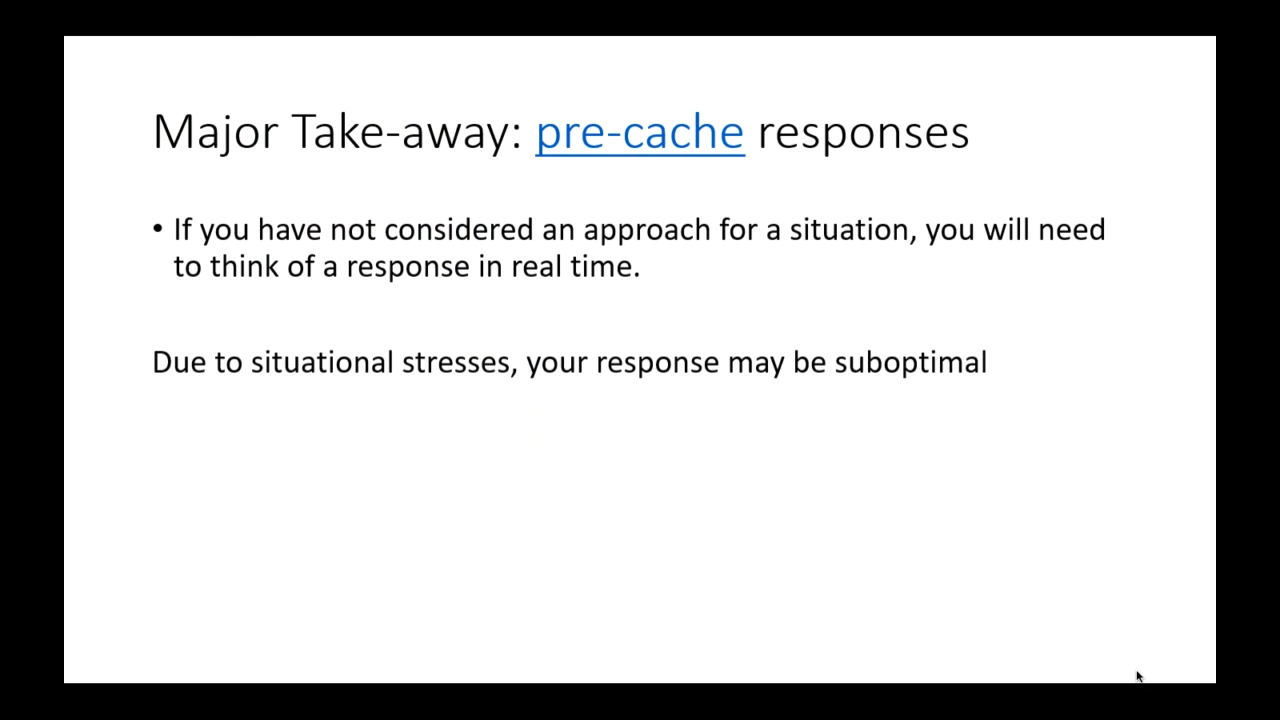 Major Take-away: pre-cache responses
• If you have not considered an approach for a situation, you will need
to think of a response in real time.
Due to situational stresses, your response may be suboptimal